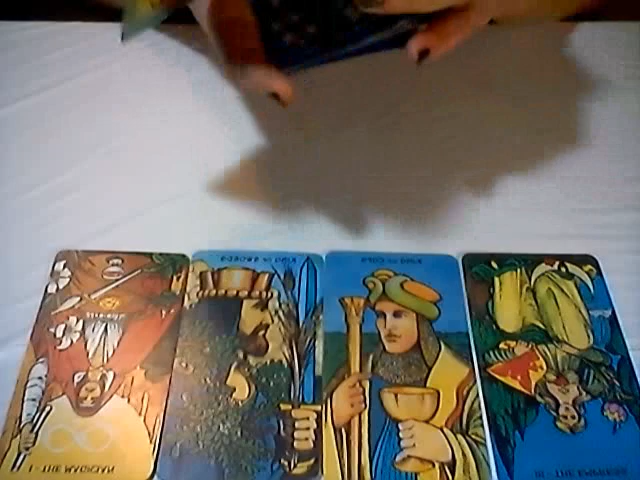 KING OF SWORDS
KING OF CUPS
I - THE MAGICIAN
III - THE EMPRESS